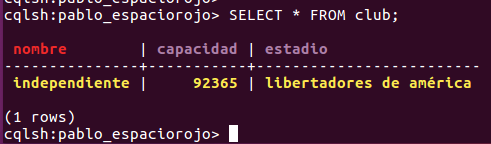 cqlsh:pablo_espaciorojo> SELECT * FROM club;
nombre | capacidad | estadio
---------------+-----------+-------------------------
independiente | 92365 | libertadores de américa
(1 rows)
cqlsh:pablo_espaciorojo>